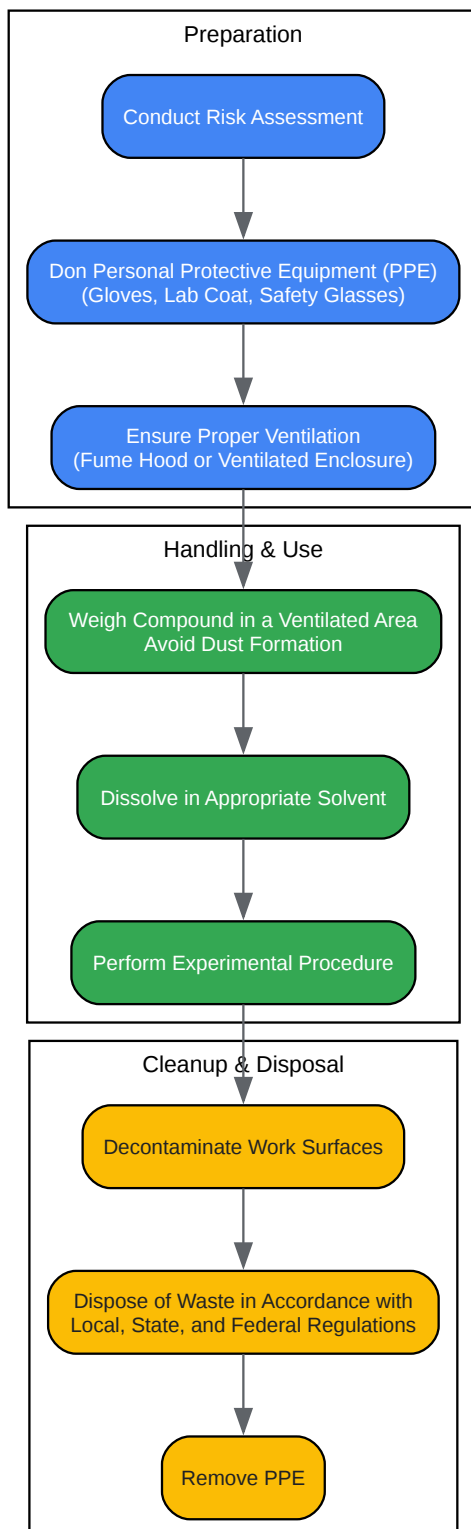 Preparation
Conduct Risk Assessment
Don Personal Protective Equipment (PPE)
(Gloves, Lab Coat, Safety Glasses)
Ensure Proper Ventilation
(Fume Hood or Ventilated Enclosure)
Handling & Use
Weigh Compound in a Ventilated Area
Avoid Dust Formation
Dissolve in Appropriate Solvent
Perform Experimental Procedure
Cleanup & Disposal
Decontaminate Work Surfaces
Dispose of Waste in Accordance with
Local, State, and Federal Regulations
Remove PPE